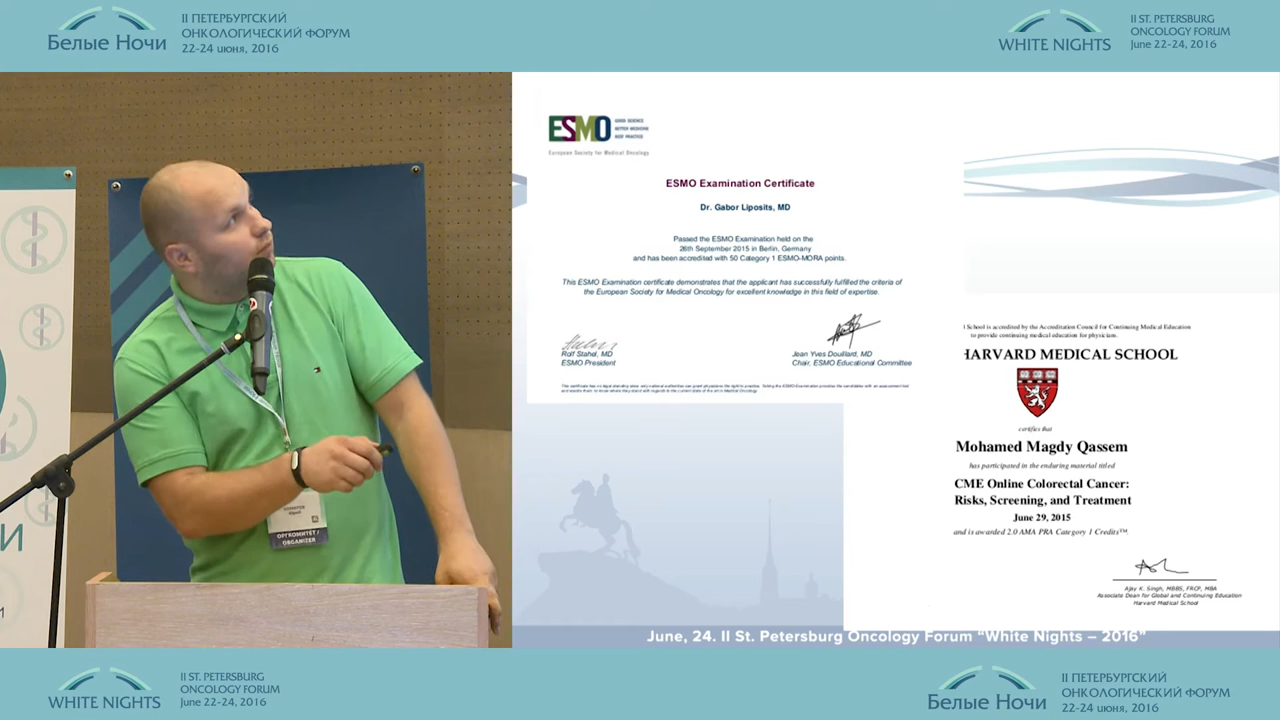 Белые Ночи
II ПЕТЕРБУРГСКИЙ
ОНКОЛОГИЧЕСКИЙ ФОРУМ
22-24 июня, 2016
WHITE NIGHTS
II ST. PETERSBURG
ONCOLOGY FORUM
June 22-24, 2016
ESMO
GOOD SCIENCE
BETTER MEDICINE
BEST PRACTICE
European Society for Medical Oncology
ESMO Examination Certificate
Dr. Gabor Liposits, MD
Passed the ESMO Examination held on the
26th September 2015 in Berlin, Germany
and has been accredited with 50 Category 1 ESMO-MORA points.
This ESMO Examination certificate demonstrates that the applicant has successfully fulfilled the criteria of
the European Society for Medical Oncology for excellent knowledge in this field of expertise.
Rolf Stahel, MD
ESMO President
Jean Yves Douillard, MD
Chair, ESMO Educational Committee
School is accredited by the Accreditation Council for Continuing Medical Education
to provide continuing medical education for physicians.
HARVARD MEDICAL SCHOOL
certifies that
Mohamed Magdy Qassem
has participated in the enduring material titled
CME Online Colorectal Cancer:
Risks, Screening, and Treatment
June 29, 2015
and is awarded 2.0 AMA PRA Category 1 Credits™.
Ajay K. Singh, MBBS, FRCP, MBA
Associate Dean for Global and Continuing Education
Harvard Medical School
ОРГКОМИТЕТ /
ORGANIZER
И
June, 24. II St. Petersburg Oncology Forum "White Nights – 2016"
WHITE NIGHTS
II ST. PETERSBURG
ONCOLOGY FORUM
June 22-24, 2016
Белые Ночи
II ПЕТЕРБУРГСКИЙ
ОНКОЛОГИЧЕСКИЙ ФОРУМ
22-24 июня, 2016